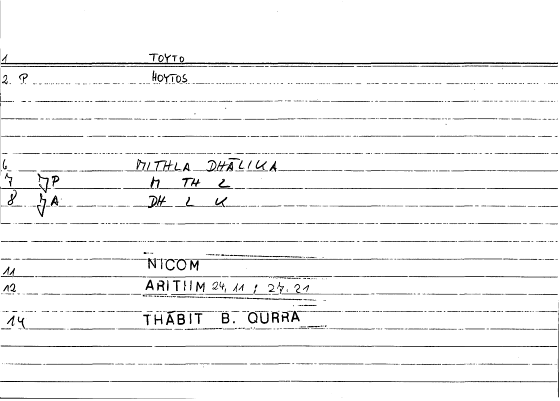 1 TOYTO
2. P HOYTOS
6 MITHLA DHĀLIKA
7 P M TH L
8 A DH L K
11 NICOM
12 ARITIIM 24, 11 ; 27. 21
14 THĀBIT B. QURRA